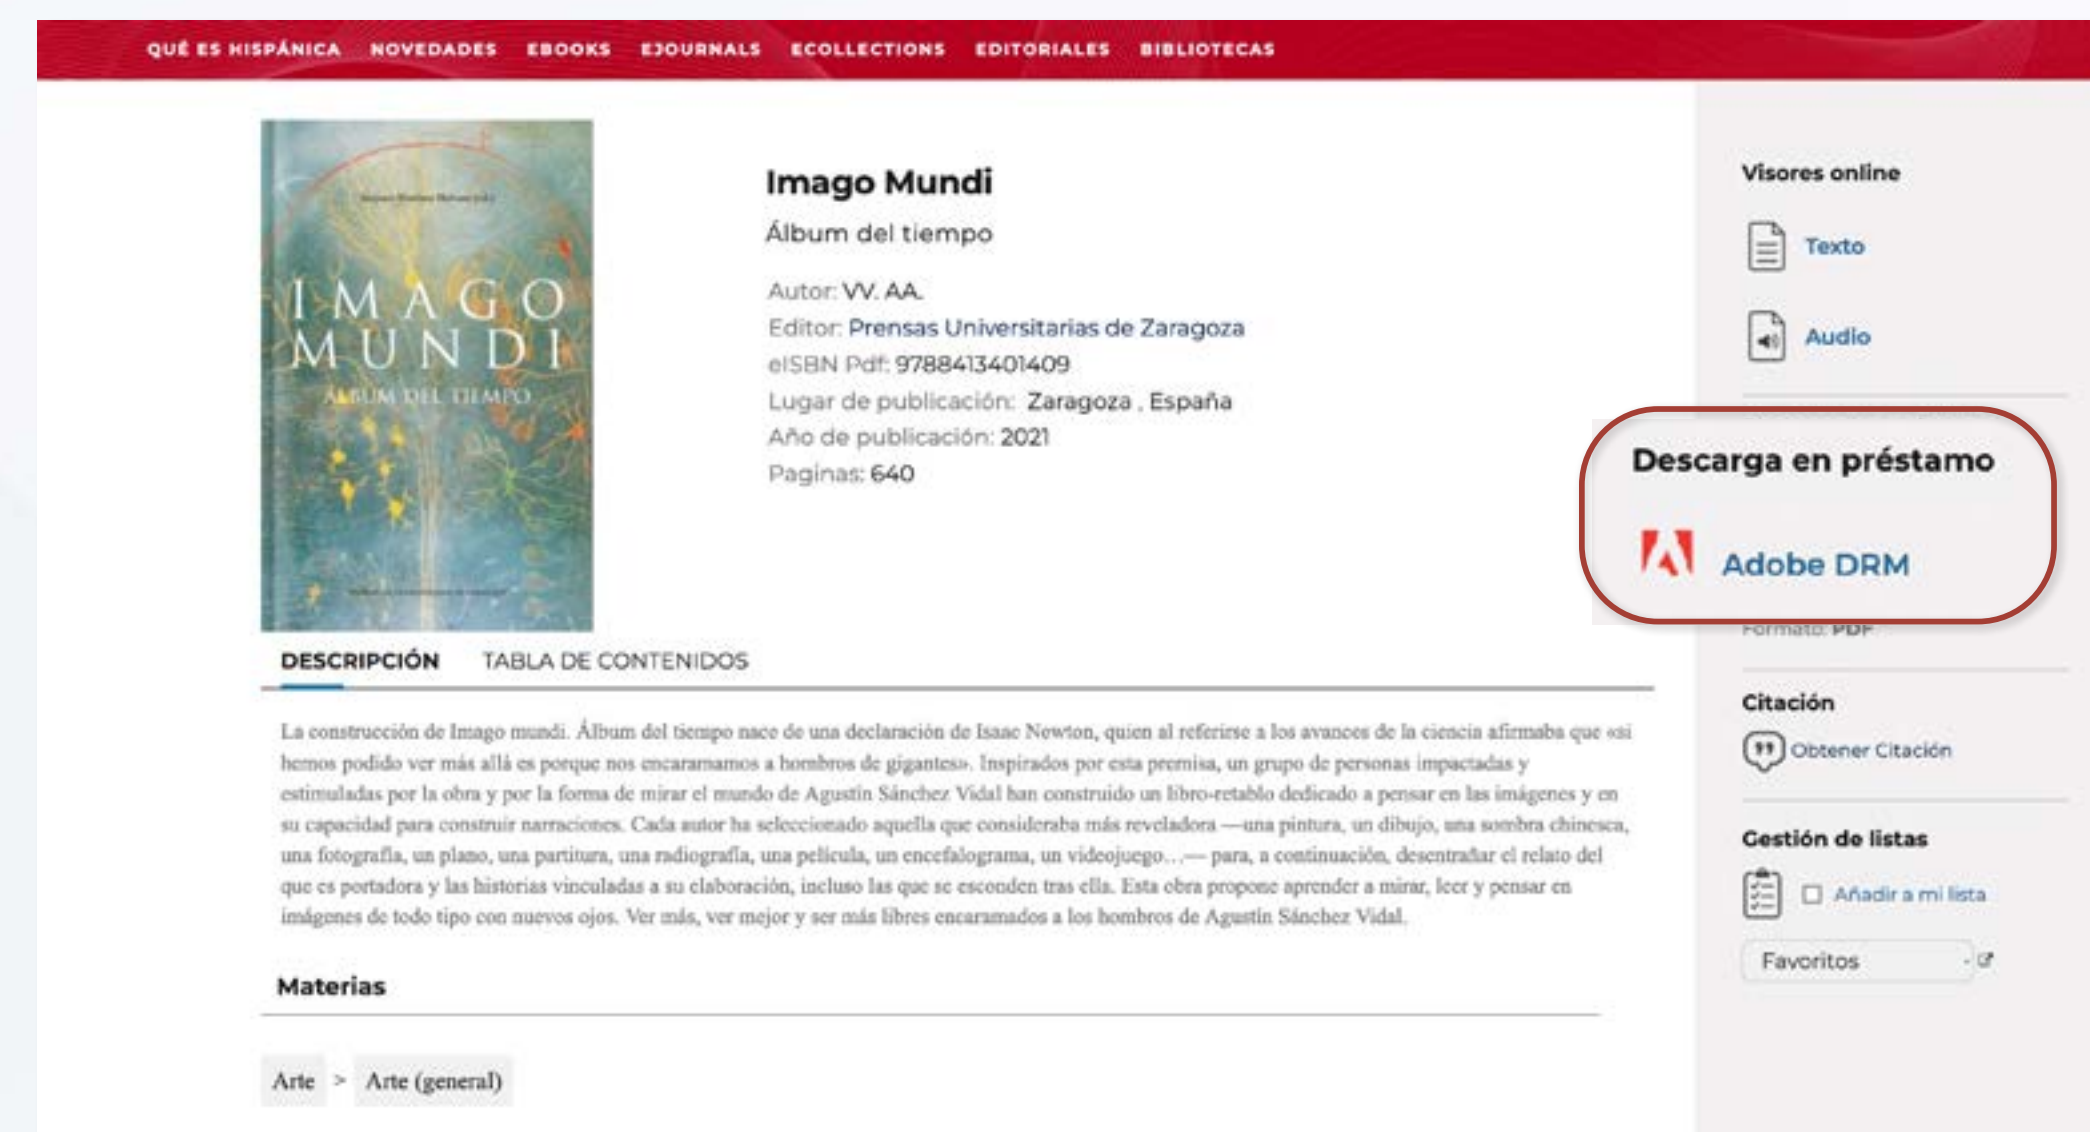 QUÉ ES HISPÁNICA NOVEDADES EBOOKS EJOURNALS ECOLLECTIONS EDITORIALES BIBLIOTECAS
IMAGO
MUNDI
ÁLBUM DEL TIEMPO
Imago Mundi
Álbum del tiempo
Autor: VV. AA.
Editor: Prensas Universitarias de Zaragoza
eISBN Pdf: 9788413401409
Lugar de publicación: Zaragoza , España
Año de publicación: 2021
Paginas: 640
DESCRIPCIÓN TABLA DE CONTENIDOS
La construcción de Imago mundi. Álbum del tiempo nace de una declaración de Isaac Newton, quien al referirse a los avances de la ciencia afirmaba que «si
hemos podido ver más allá es porque nos encaramamos a hombros de gigantes». Inspirados por esta premisa, un grupo de personas impactadas y
estimuladas por la obra y por la forma de mirar el mundo de Agustín Sánchez Vidal han construido un libro-retablo dedicado a pensar en las imágenes y en
su capacidad para construir narraciones. Cada autor ha seleccionado aquella que consideraba más reveladora —una pintura, un dibujo, una sombra chinesca,
una fotografía, un plano, una partitura, una radiografía, una película, un encefalograma, un videojuego…— para, a continuación, desentrañar el relato del
que es portadora y las historias vinculadas a su elaboración, incluso las que se esconden tras ella. Esta obra propone aprender a mirar, leer y pensar en
imágenes de todo tipo con nuevos ojos. Ver más, ver mejor y ser más libres encaramados a los hombros de Agustín Sánchez Vidal.
Materias
Arte > Arte (general)
Visores online
Texto
Audio
Descarga en préstamo
Adobe DRM
Formato: PDF
Citación
Obtener Citación
Gestión de listas
Añadir a mi lista
Favoritos